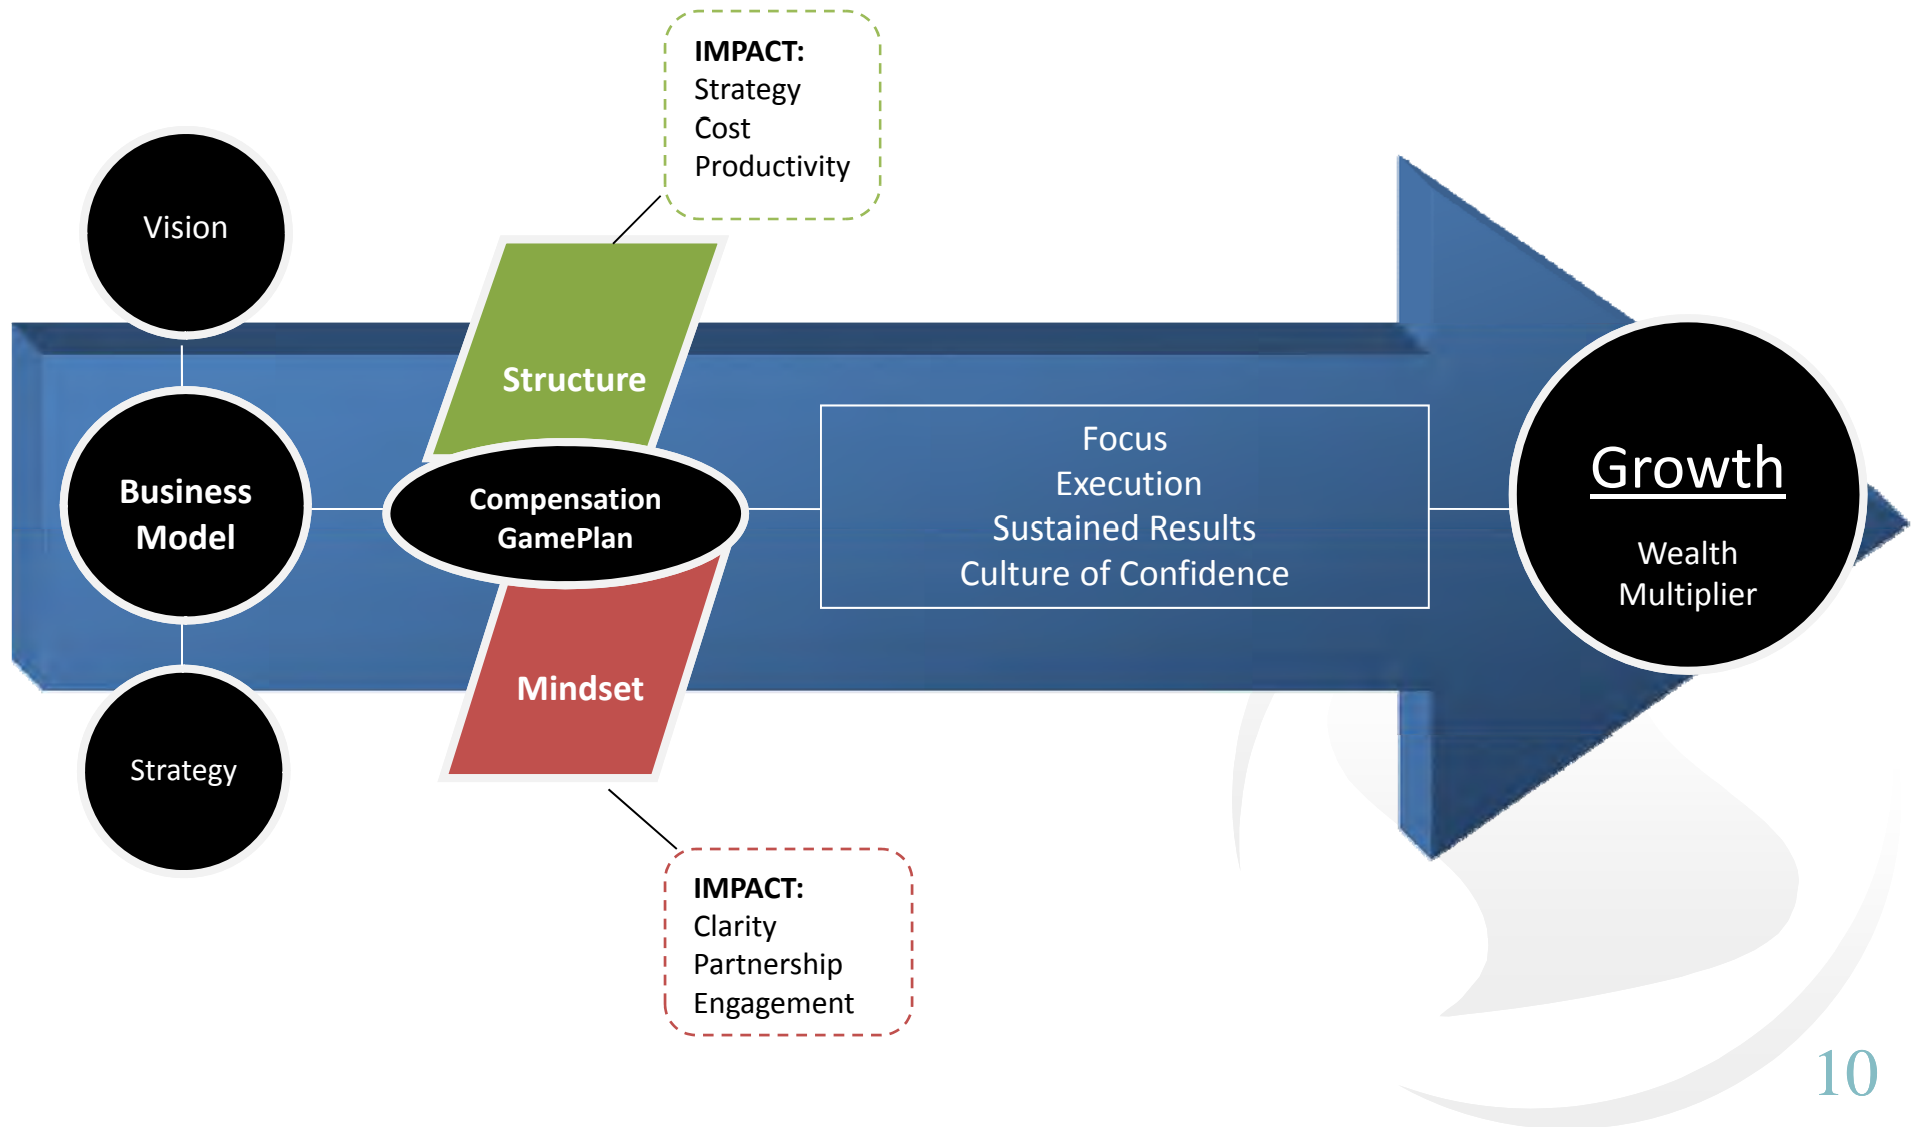 IMPACT:
Strategy
Cost
Productivity
Vision
Structure
Business
Model
Compensation
GamePlan
Focus
Execution
Sustained Results
Culture of Confidence
Growth
Wealth
Multiplier
Mindset
Strategy
IMPACT:
Clarity
Partnership
Engagement
10